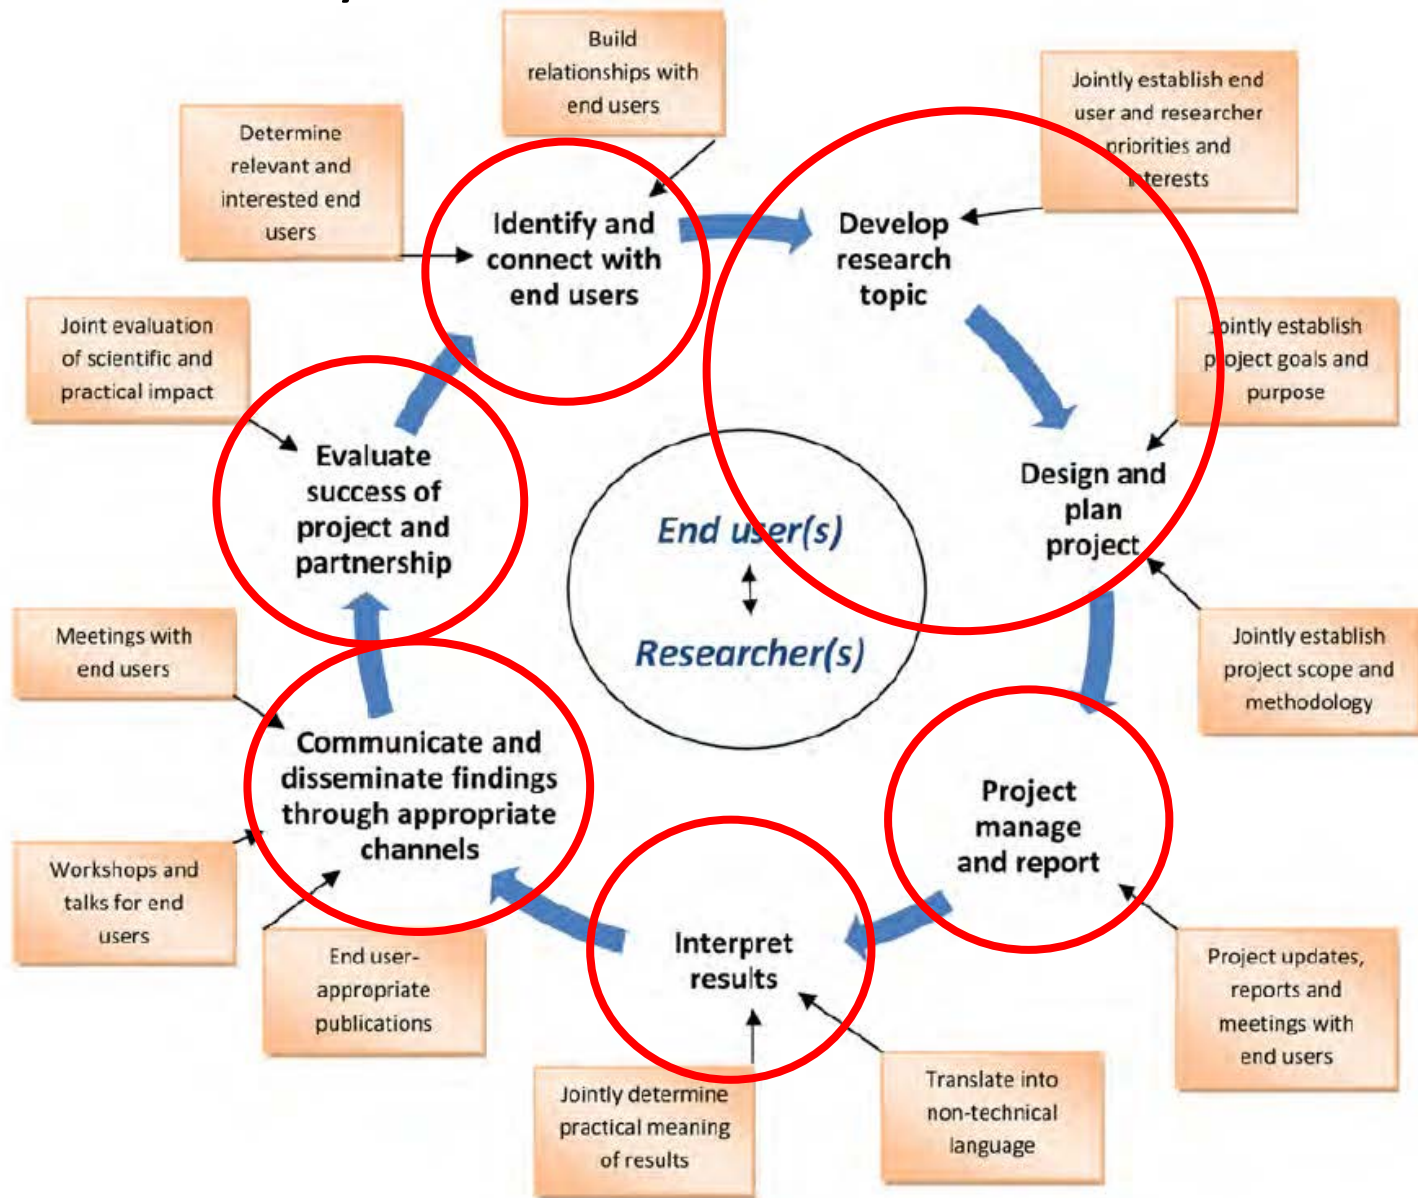 Build
relationships with
end users
Determine
relevant and
interested end
users
Jointly establish end
user and researcher
priorities and
interests
Identify and
connect with
end users
Develop
research
topic
Joint evaluation
of scientific and
practical impact
Jointly establish
project goals and
purpose
Evaluate
success of
project and
partnership
Design and
plan
project
End user(s)
Researcher(s)
Meetings with
end users
Jointly establish
project scope and
methodology
Communicate and
disseminate findings
through appropriate
channels
Project
manage
and report
Workshops and
talks for end
users
End user-
appropriate
publications
Interpret
results
Project updates,
reports and
meetings with
end users
Jointly determine
practical meaning
of results
Translate into
non-technical
language